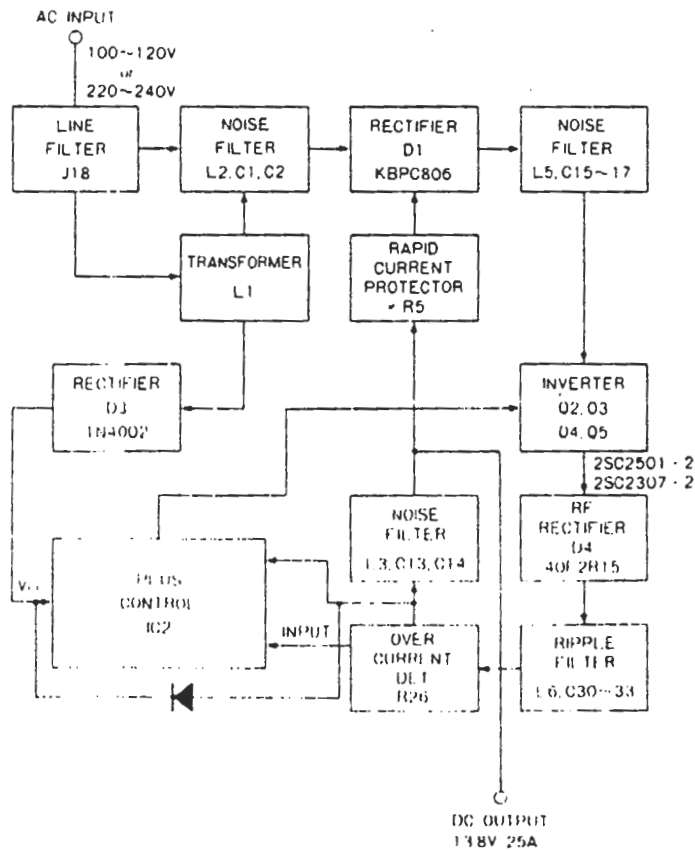 AC INPUT
100~120V
or
220~240V
LINE
FILTER
J18
NOISE
FILTER
L2,C1,C2
RECTIFIER
D1
KBPC806
NOISE
FILTER
L5,C15~17
TRANSFORMER
L1
RAPID
CURRENT
PROTECTOR
R5
RECTIFIER
D3
1N4002
INVERTER
Q2,Q3
Q4,Q5
2SC2501-2
2SC2307-2
NOISE
FILTER
L3,C13,C14
RF
RECTIFIER
D4
40F2R15
CONTROL
IC2
INPUT
OVER
CURRENT
DET
R26
RIPPLE
FILTER
L6,C30~33
DC OUTPUT
13.8V 25A